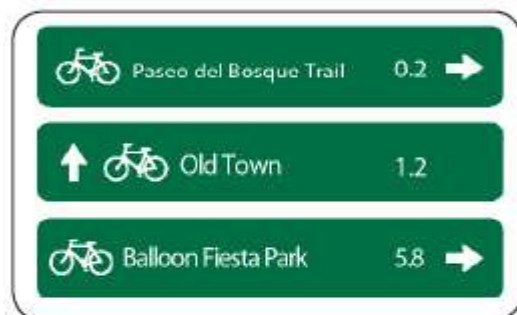 Paseo del Bosque Trail 0.2
Old Town 1.2
Balloon Fiesta Park 5.8